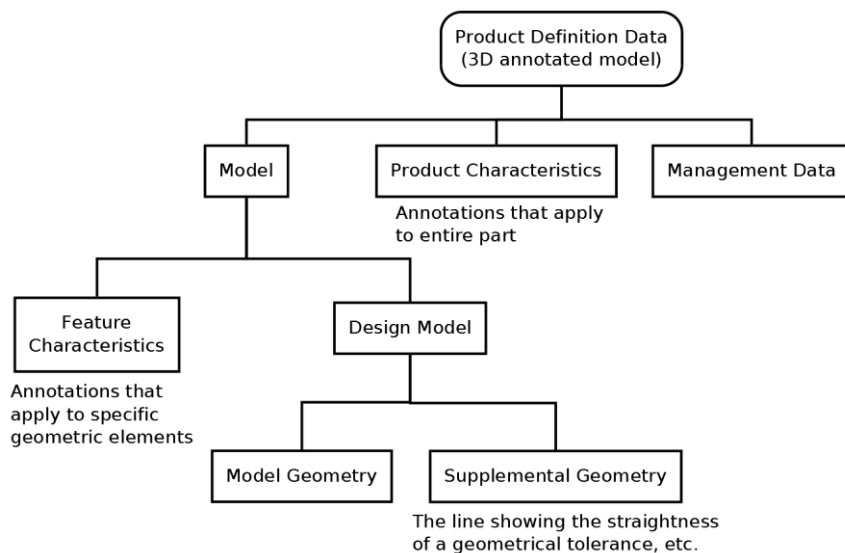 Product Definition Data
(3D annotated model)
Model
Product Characteristics
Management Data
Annotations that apply
to entire part
Feature
Characteristics
Design Model
Annotations that
apply to specific
geometric elements
Model Geometry
Supplemental Geometry
The line showing the straightness
of a geometrical tolerance, etc.